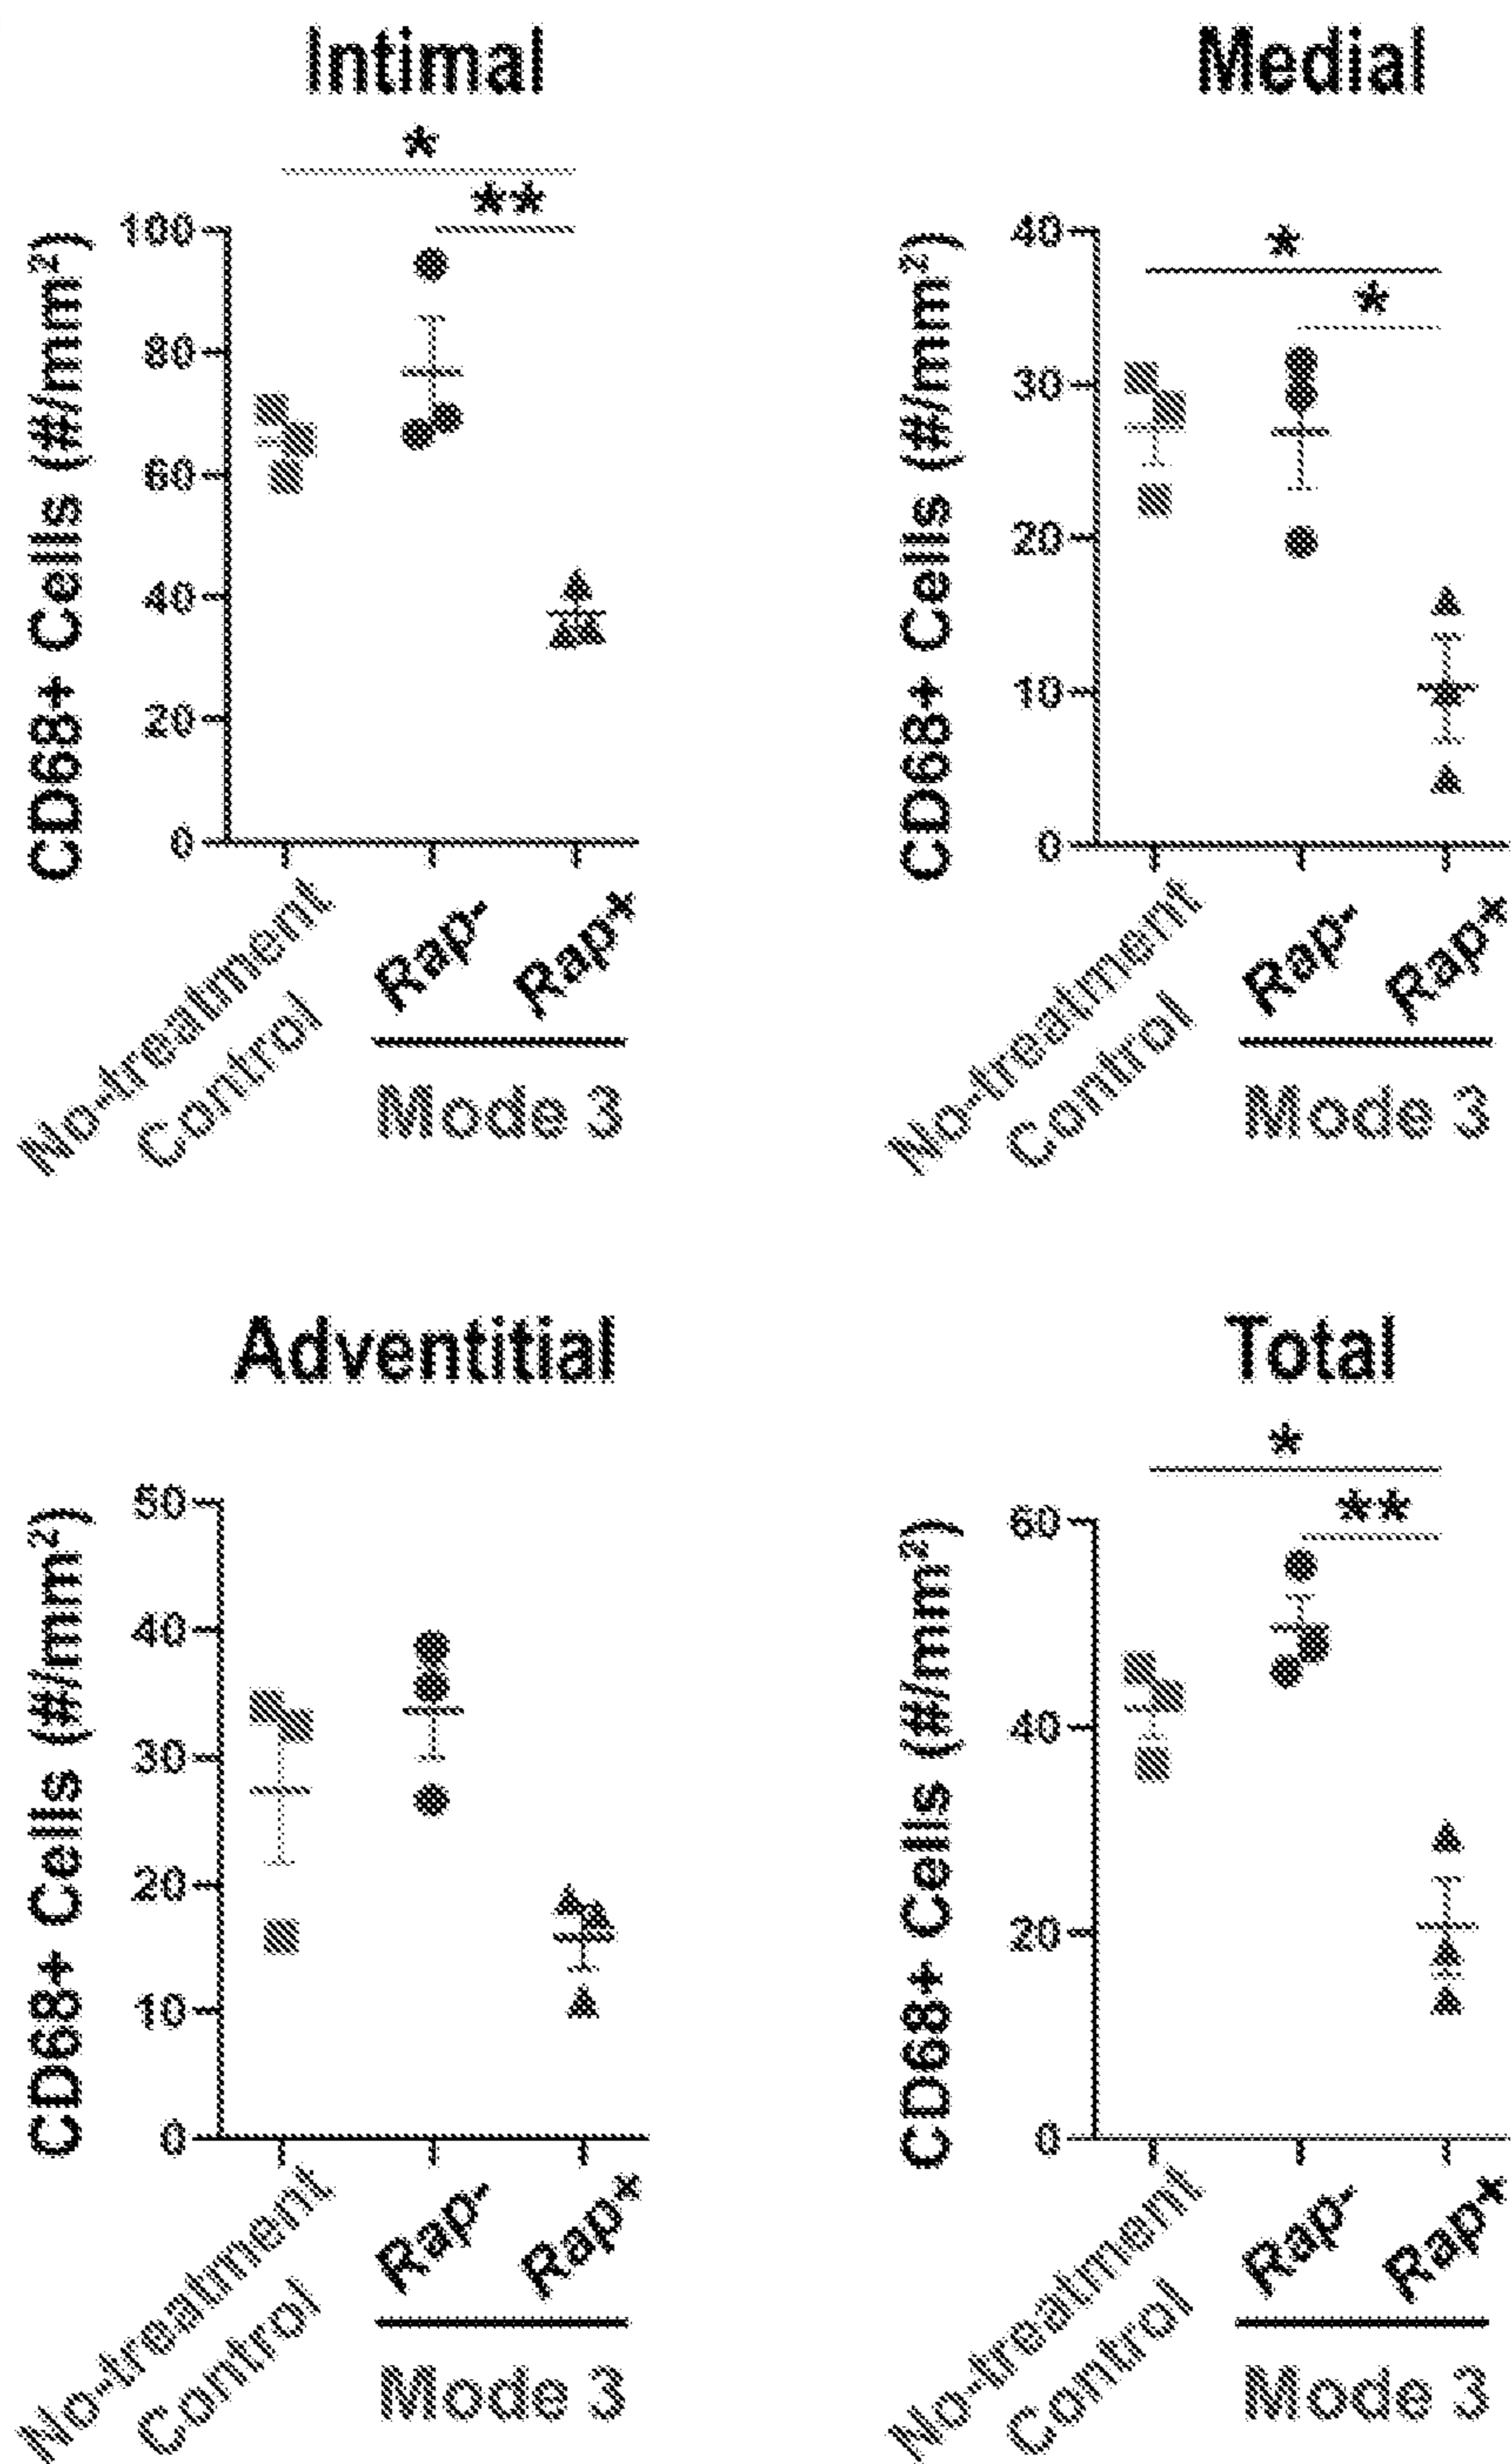 Intimal
*
**
CD68+ Cells (#/mm²)
100
80
60
40
20
0
No-treatment
Control
Rap-
Rap+
Mode 3
Medial
*
*
CD68+ Cells (#/mm²)
40
30
20
10
0
No-treatment
Control
Rap-
Rap+
Mode 3
Adventitial
CD68+ Cells (#/mm²)
50
40
30
20
10
0
No-treatment
Control
Rap-
Rap+
Mode 3
Total
*
**
CD68+ Cells (#/mm²)
60
40
20
0
No-treatment
Control
Rap-
Rap+
Mode 3